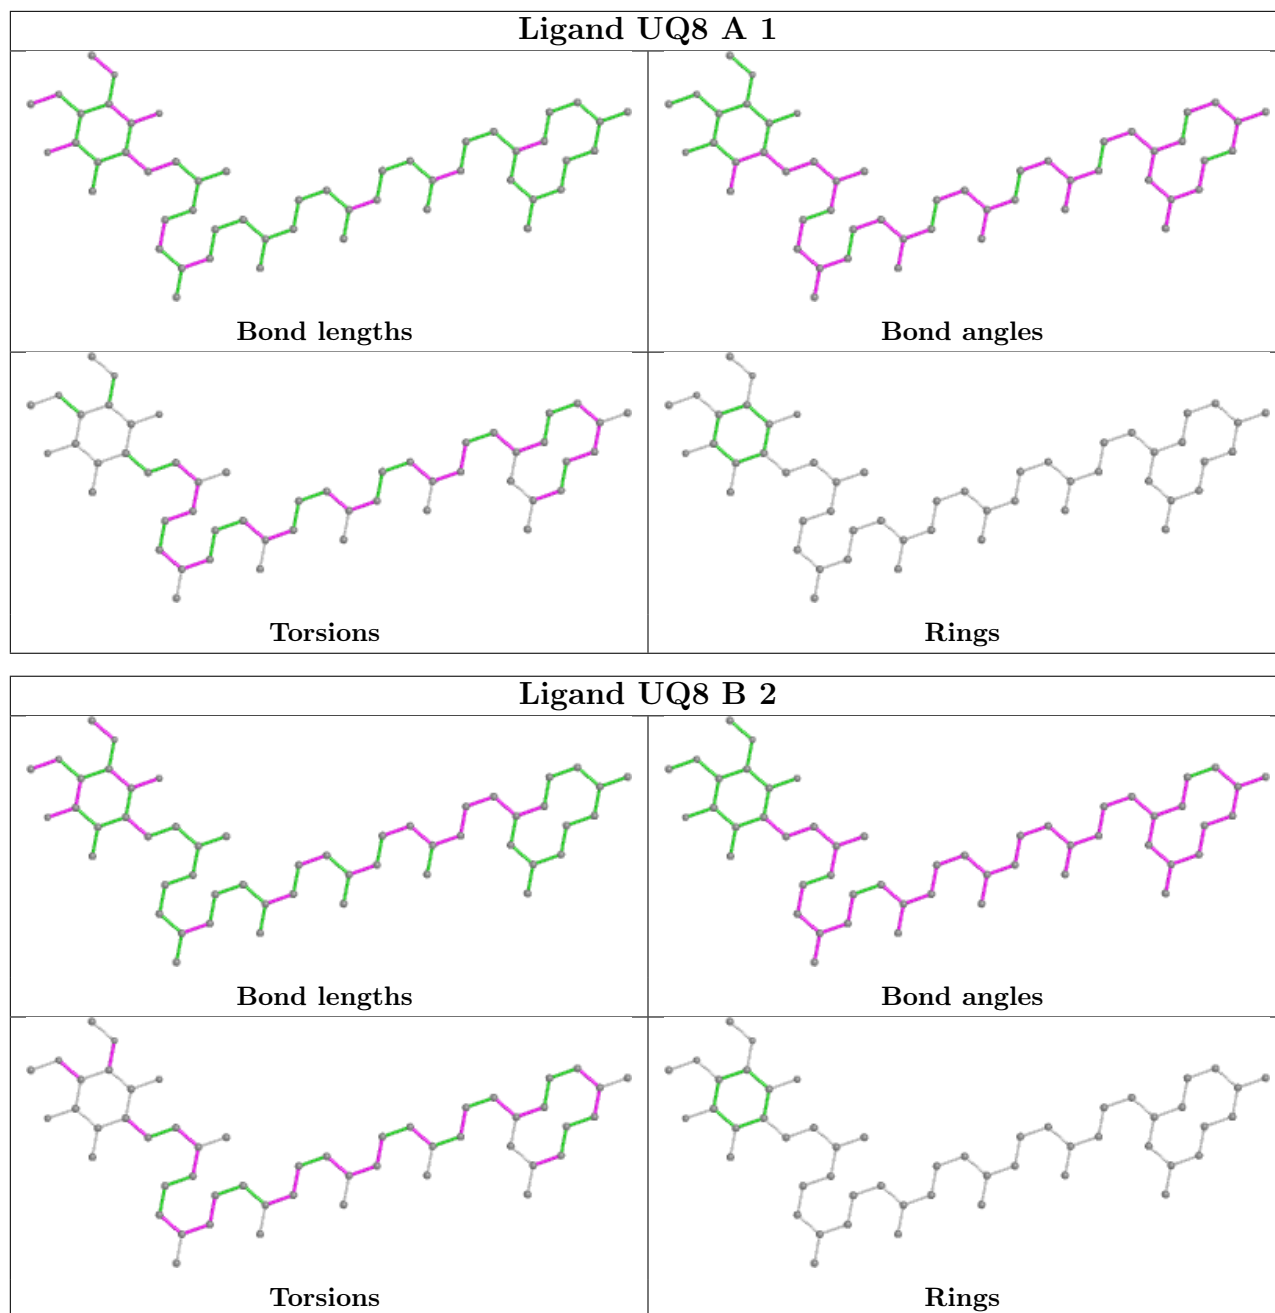 Ligand UQ8 A 1
Bond lengths
Bond angles
Torsions
Rings
Ligand UQ8 B 2
Bond lengths
Bond angles
Torsions
Rings